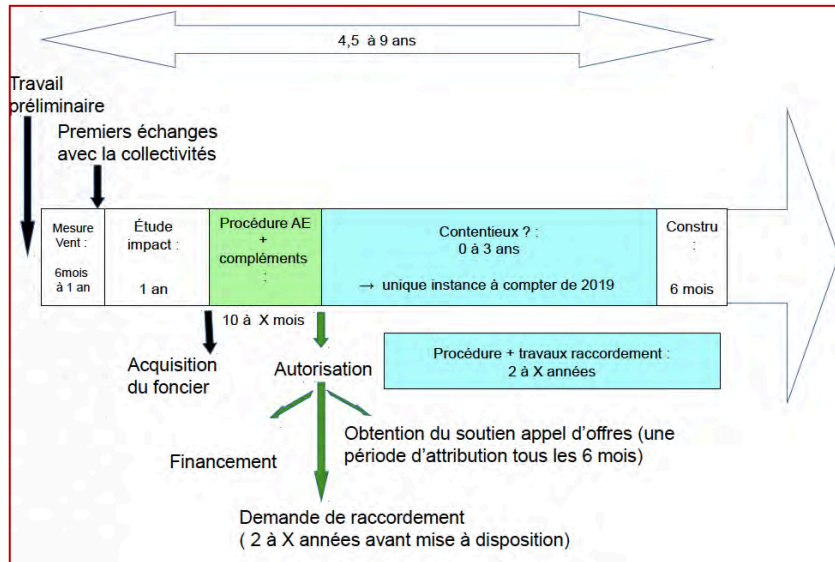 4,5 à 9 ans
Travail
préliminaire
Premiers échanges
avec la collectivités
Mesure
Vent :
6mois
à 1 an
Étude
impact :
1 an
Procédure AE
+
compléments
:
Contentieux ? :
0 à 3 ans
→ unique instance à compter de 2019
Constru
:
6 mois
10 à X mois
Acquisition
du foncier
Autorisation
Procédure + travaux raccordement :
2 à X années
Financement
Obtention du soutien appel d'offres (une
période d'attribution tous les 6 mois)
Demande de raccordement
( 2 à X années avant mise à disposition)